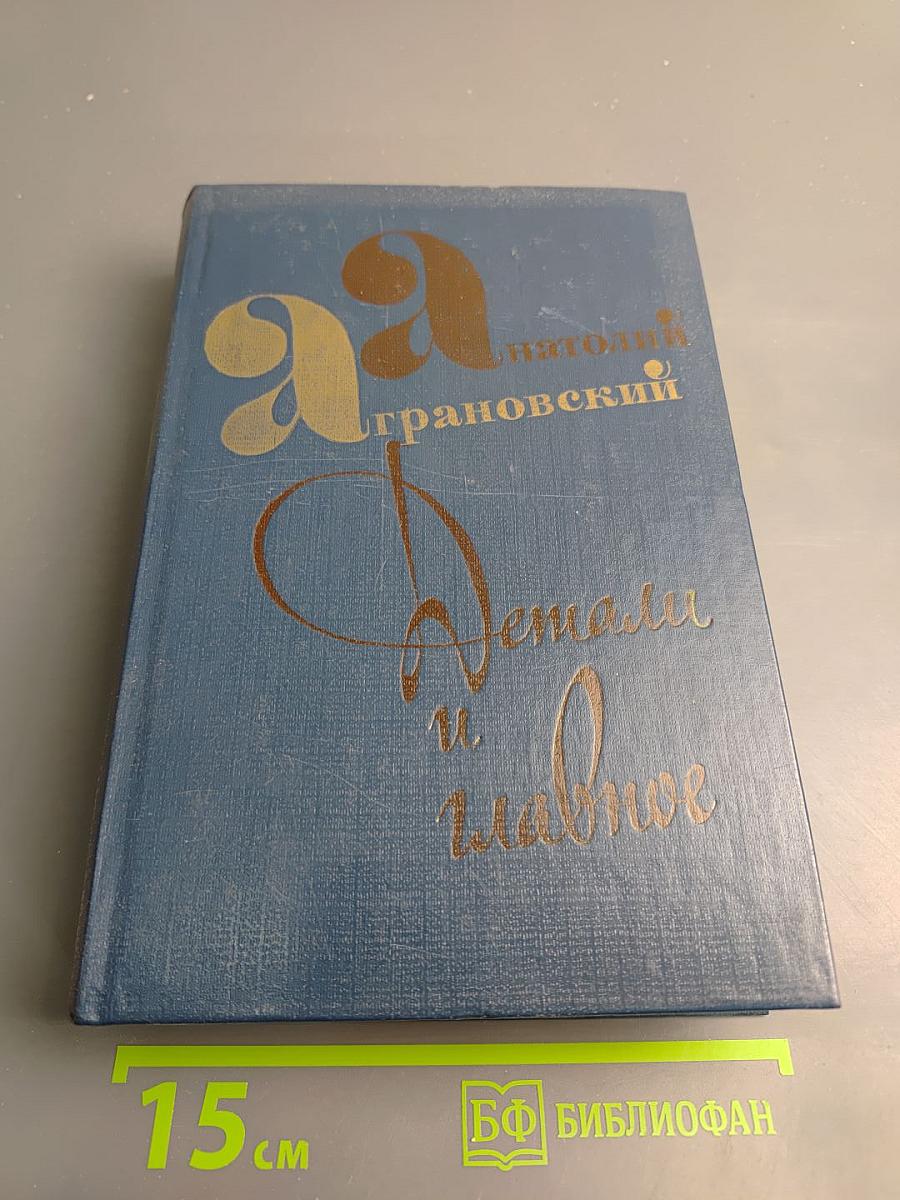 Анатолий
Аграновский
Детали
и
главное
15 см
БФ БИБЛИОФАН